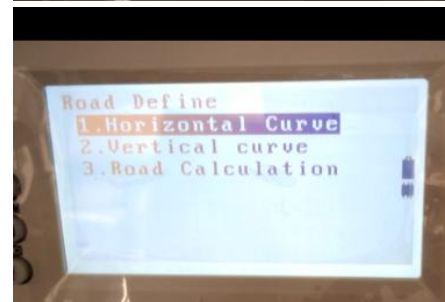 Road Define
1.Horizontal Curve
2.Vertical curve
3.Road Calculation